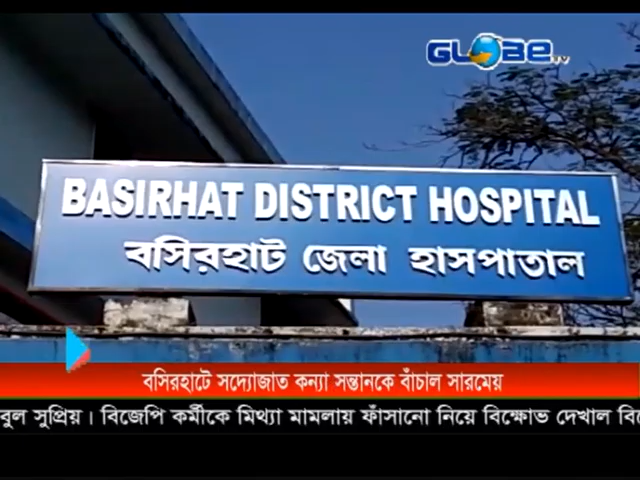 GLOBE TV
BASIRHAT DISTRICT HOSPITAL
বসিরহাট জেলা হাসপাতাল
বসিরহাটে সদ্যোজাত কন্যা সন্তানকে বাঁচাল সারমেয়
সুপ্রিয়। বিজেপি কর্মীকে মিথ্যা মামলায় ফাঁসানো নিয়ে বিক্ষোভ দেখাল